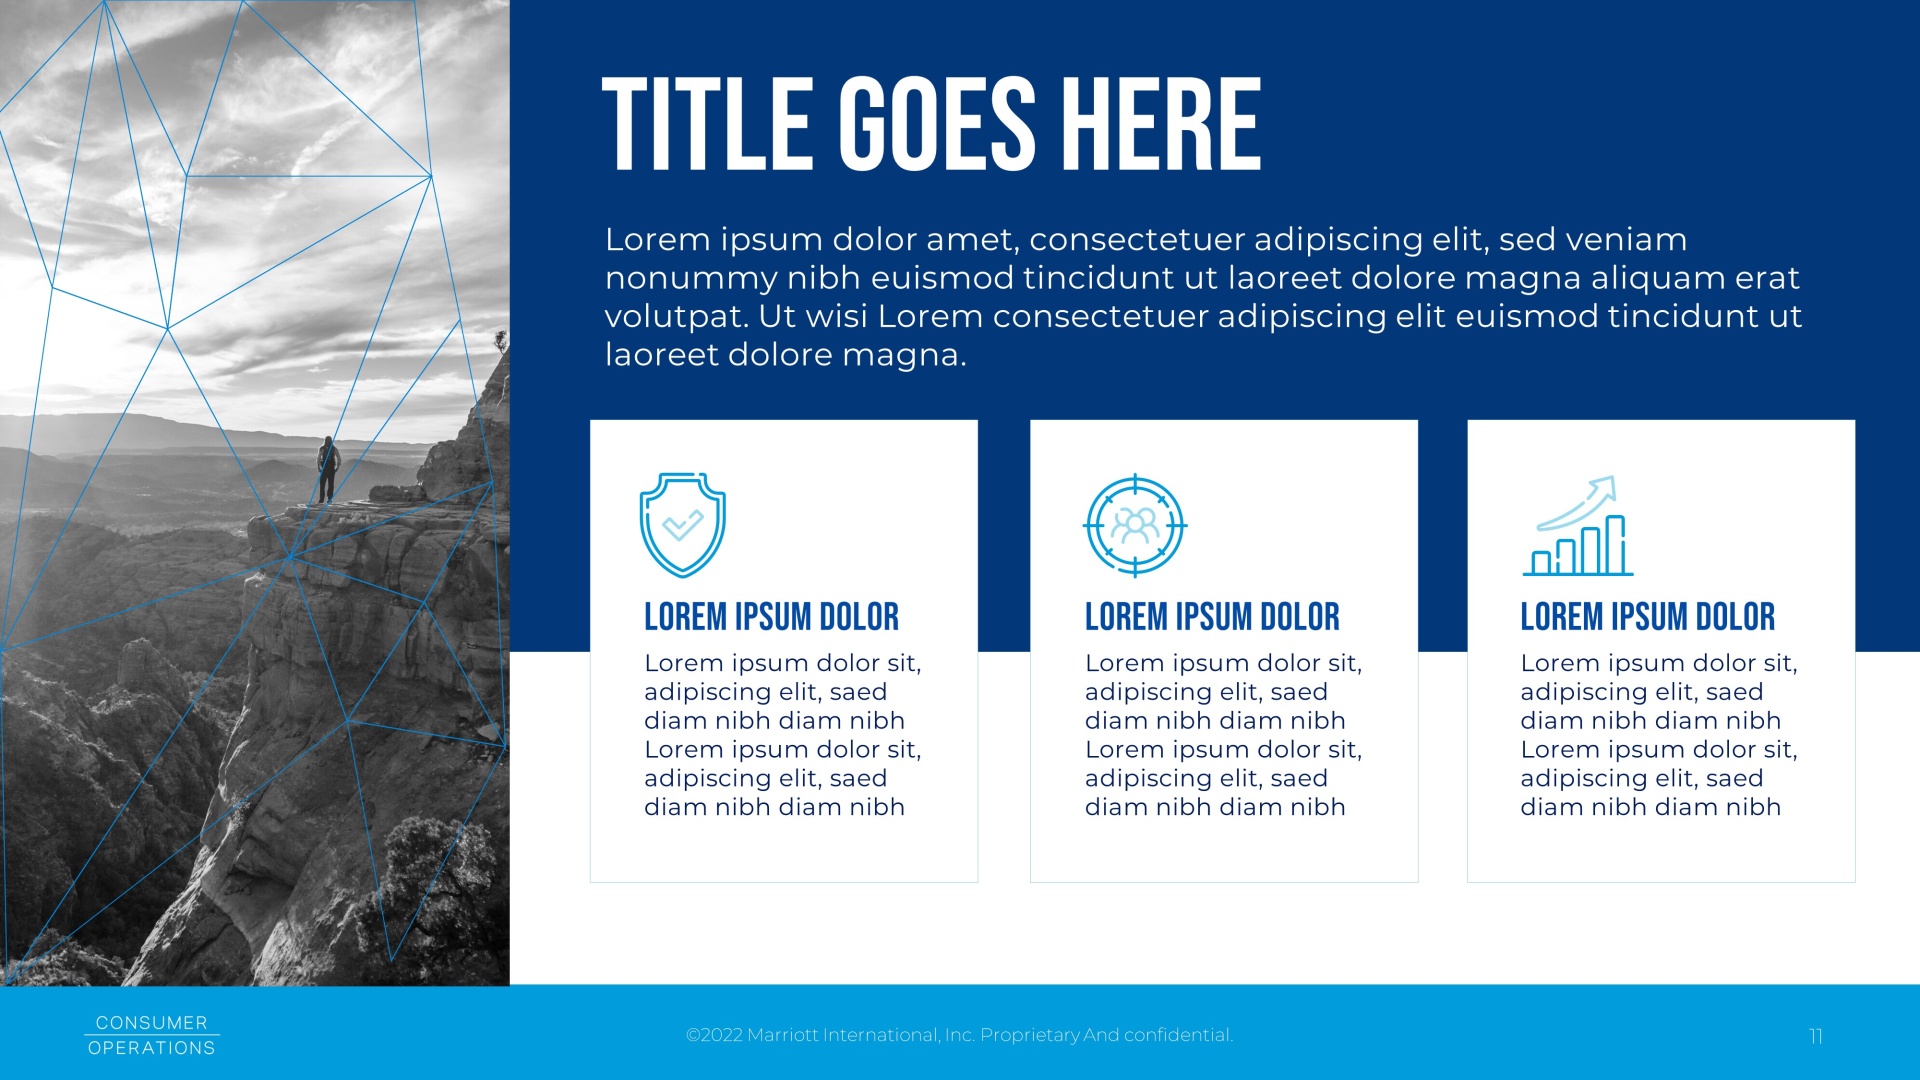 TITLE GOES HERE
Lorem ipsum dolor amet, consectetuer adipiscing elit, sed veniam
nonummy nibh euismod tincidunt ut laoreet dolore magna aliquam erat
volutpat. Ut wisi Lorem consectetuer adipiscing elit euismod tincidunt ut
laoreet dolore magna.
LOREM IPSUM DOLOR
Lorem ipsum dolor sit,
adipiscing elit, saed
diam nibh diam nibh
Lorem ipsum dolor sit,
adipiscing elit, saed
diam nibh diam nibh
LOREM IPSUM DOLOR
Lorem ipsum dolor sit,
adipiscing elit, saed
diam nibh diam nibh
Lorem ipsum dolor sit,
adipiscing elit, saed
diam nibh diam nibh
LOREM IPSUM DOLOR
Lorem ipsum dolor sit,
adipiscing elit, saed
diam nibh diam nibh
Lorem ipsum dolor sit,
adipiscing elit, saed
diam nibh diam nibh
CONSUMER
OPERATIONS
©2022 Marriott International, Inc. Proprietary And confidential.
11